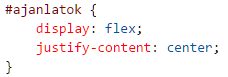 #ajanlatok {
    display: flex;
    justify-content: center;
}